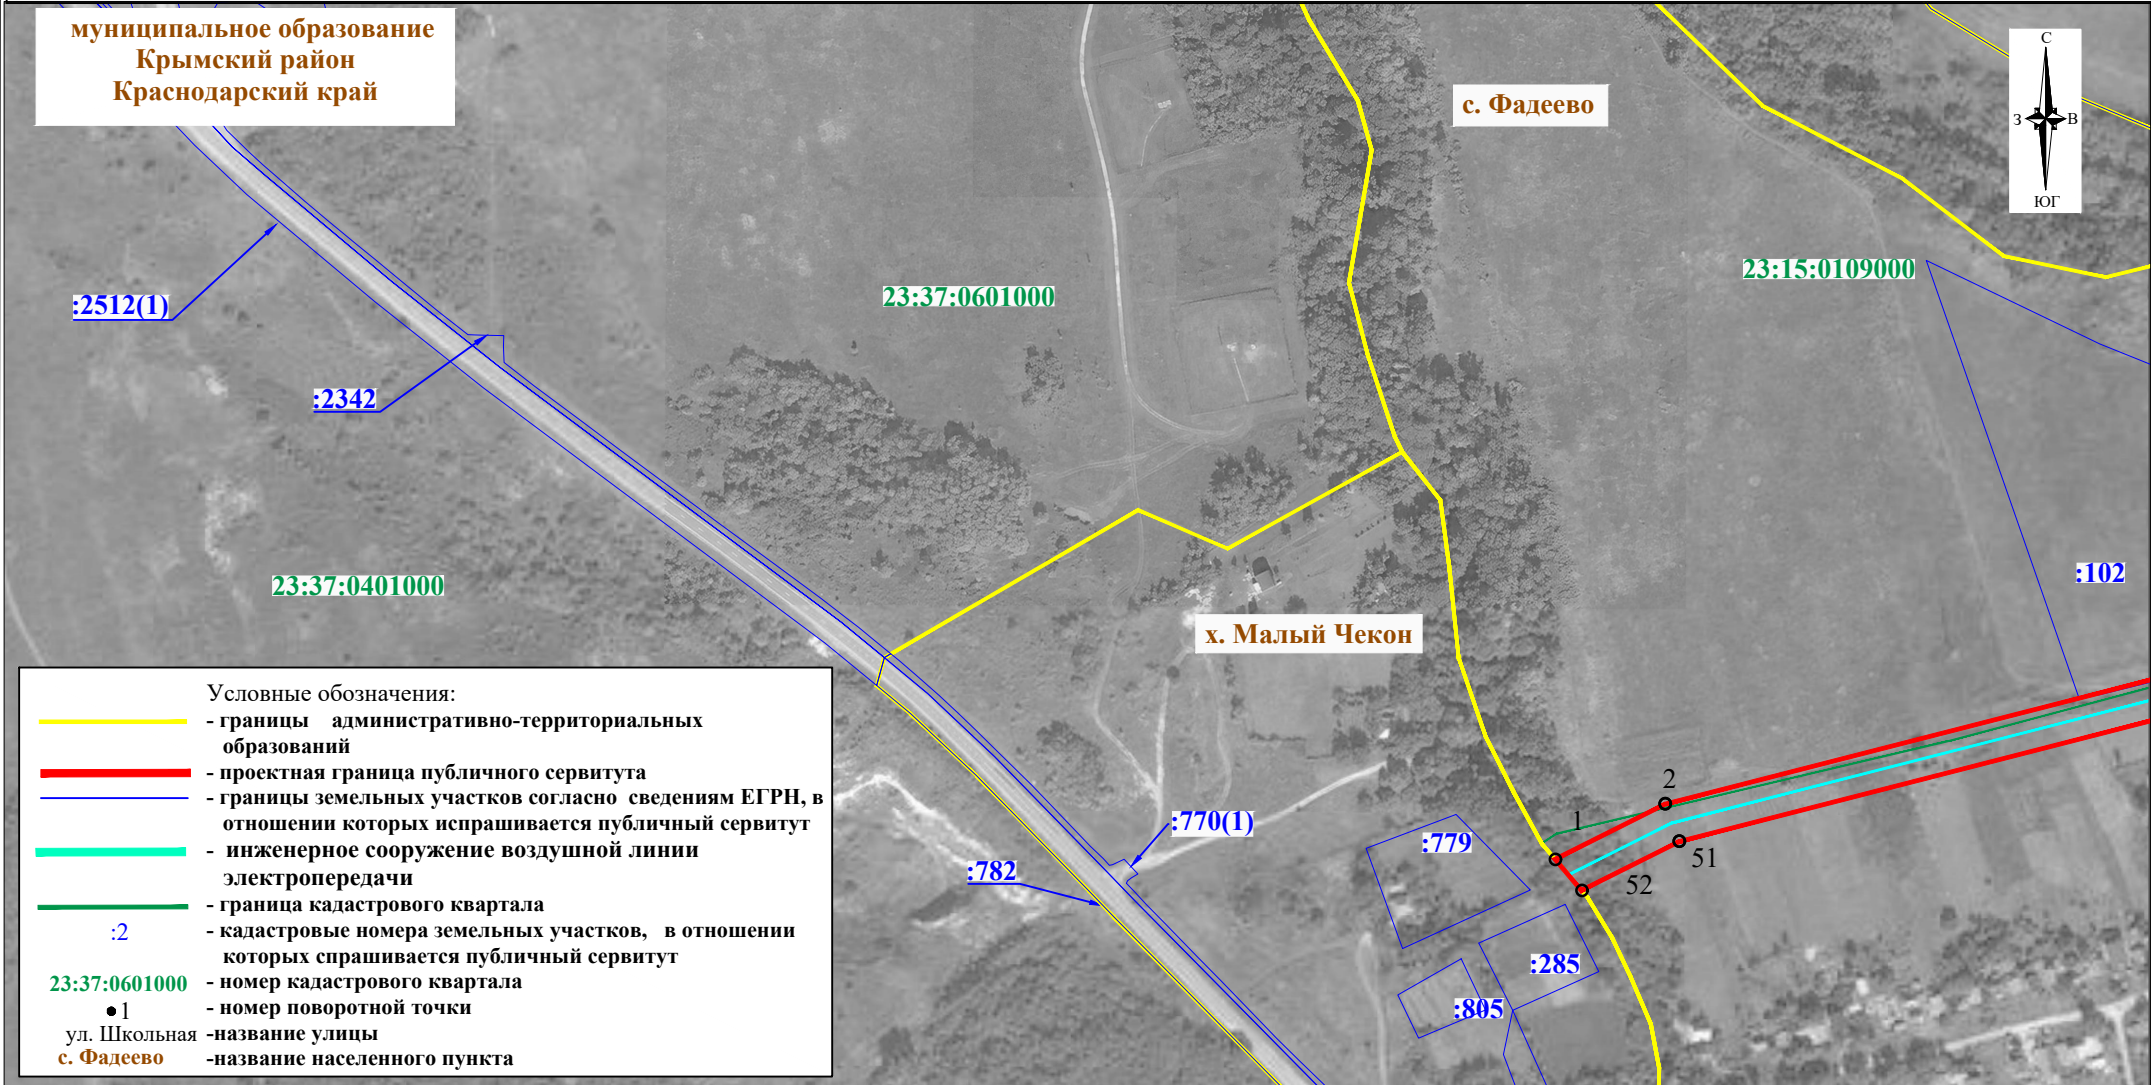 муниципальное образование
Крымский район
Краснодарский край
с. Фадеево
С
З
В
ЮГ
:2512(1)
23:37:0601000
23:15:0109000
:2342
23:37:0401000
:102
х. Малый Чекон
2
1
:770(1)
:779
51
:782
52
:285
:805
Условные обозначения:
- границы административно-территориальных
образований
- проектная граница публичного сервитута
- границы земельных участков согласно сведениям ЕГРН, в
отношении которых испрашивается публичный сервитут
- инженерное сооружение воздушной линии
электропередачи
- граница кадастрового квартала
:2 - кадастровые номера земельных участков, в отношении
которых спрашивается публичный сервитут
23:37:0601000 - номер кадастрового квартала
1 - номер поворотной точки
ул. Школьная -название улицы
с. Фадеево -название населенного пункта